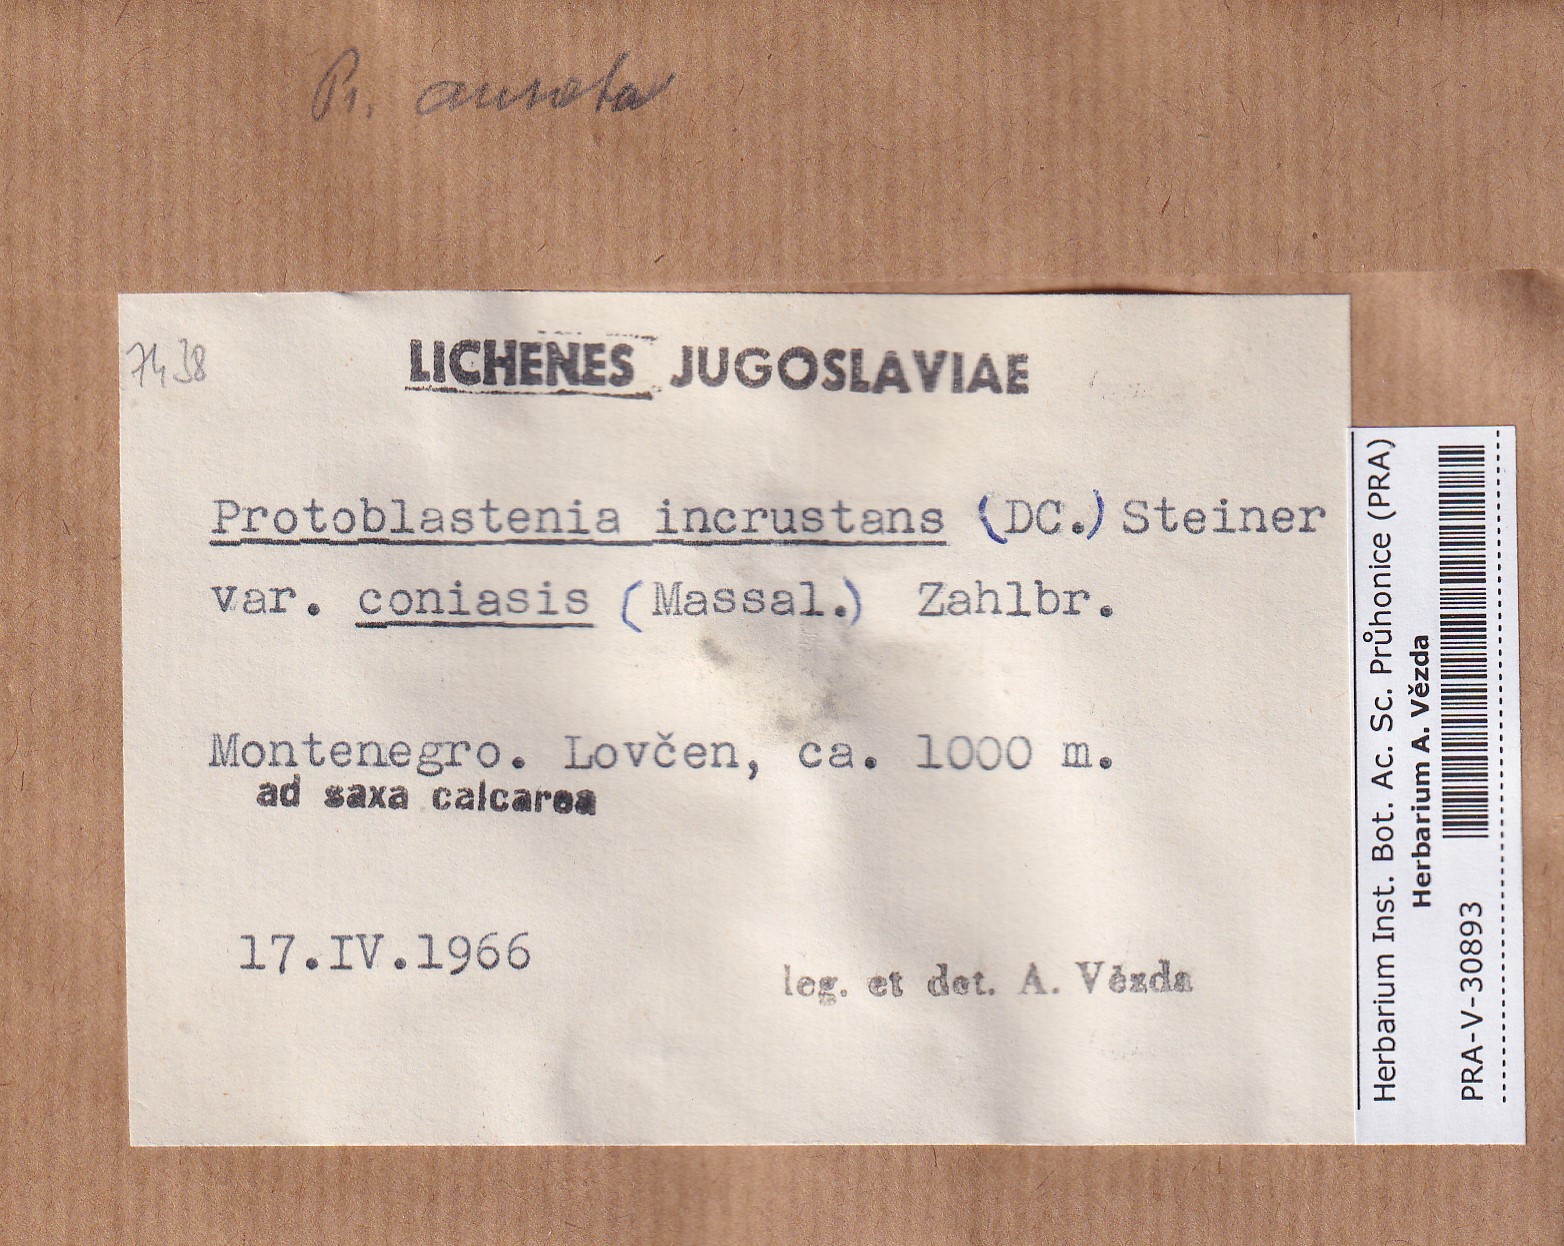 Pr. aurata
7438
LICHENES JUGOSLAVIAE
Protoblastenia incrustans (DC.) Steiner
var. coniasis (Massal.) Zahlbr.
Montenegro. Lovčen, ca. 1000 m.
ad saxa calcarea
17.IV.1966
leg. et det. A. Vězda
Herbarium Inst. Bot. Ac. Sc. Průhonice (PRA)
Herbarium A. Vězda
PRA-V-30893